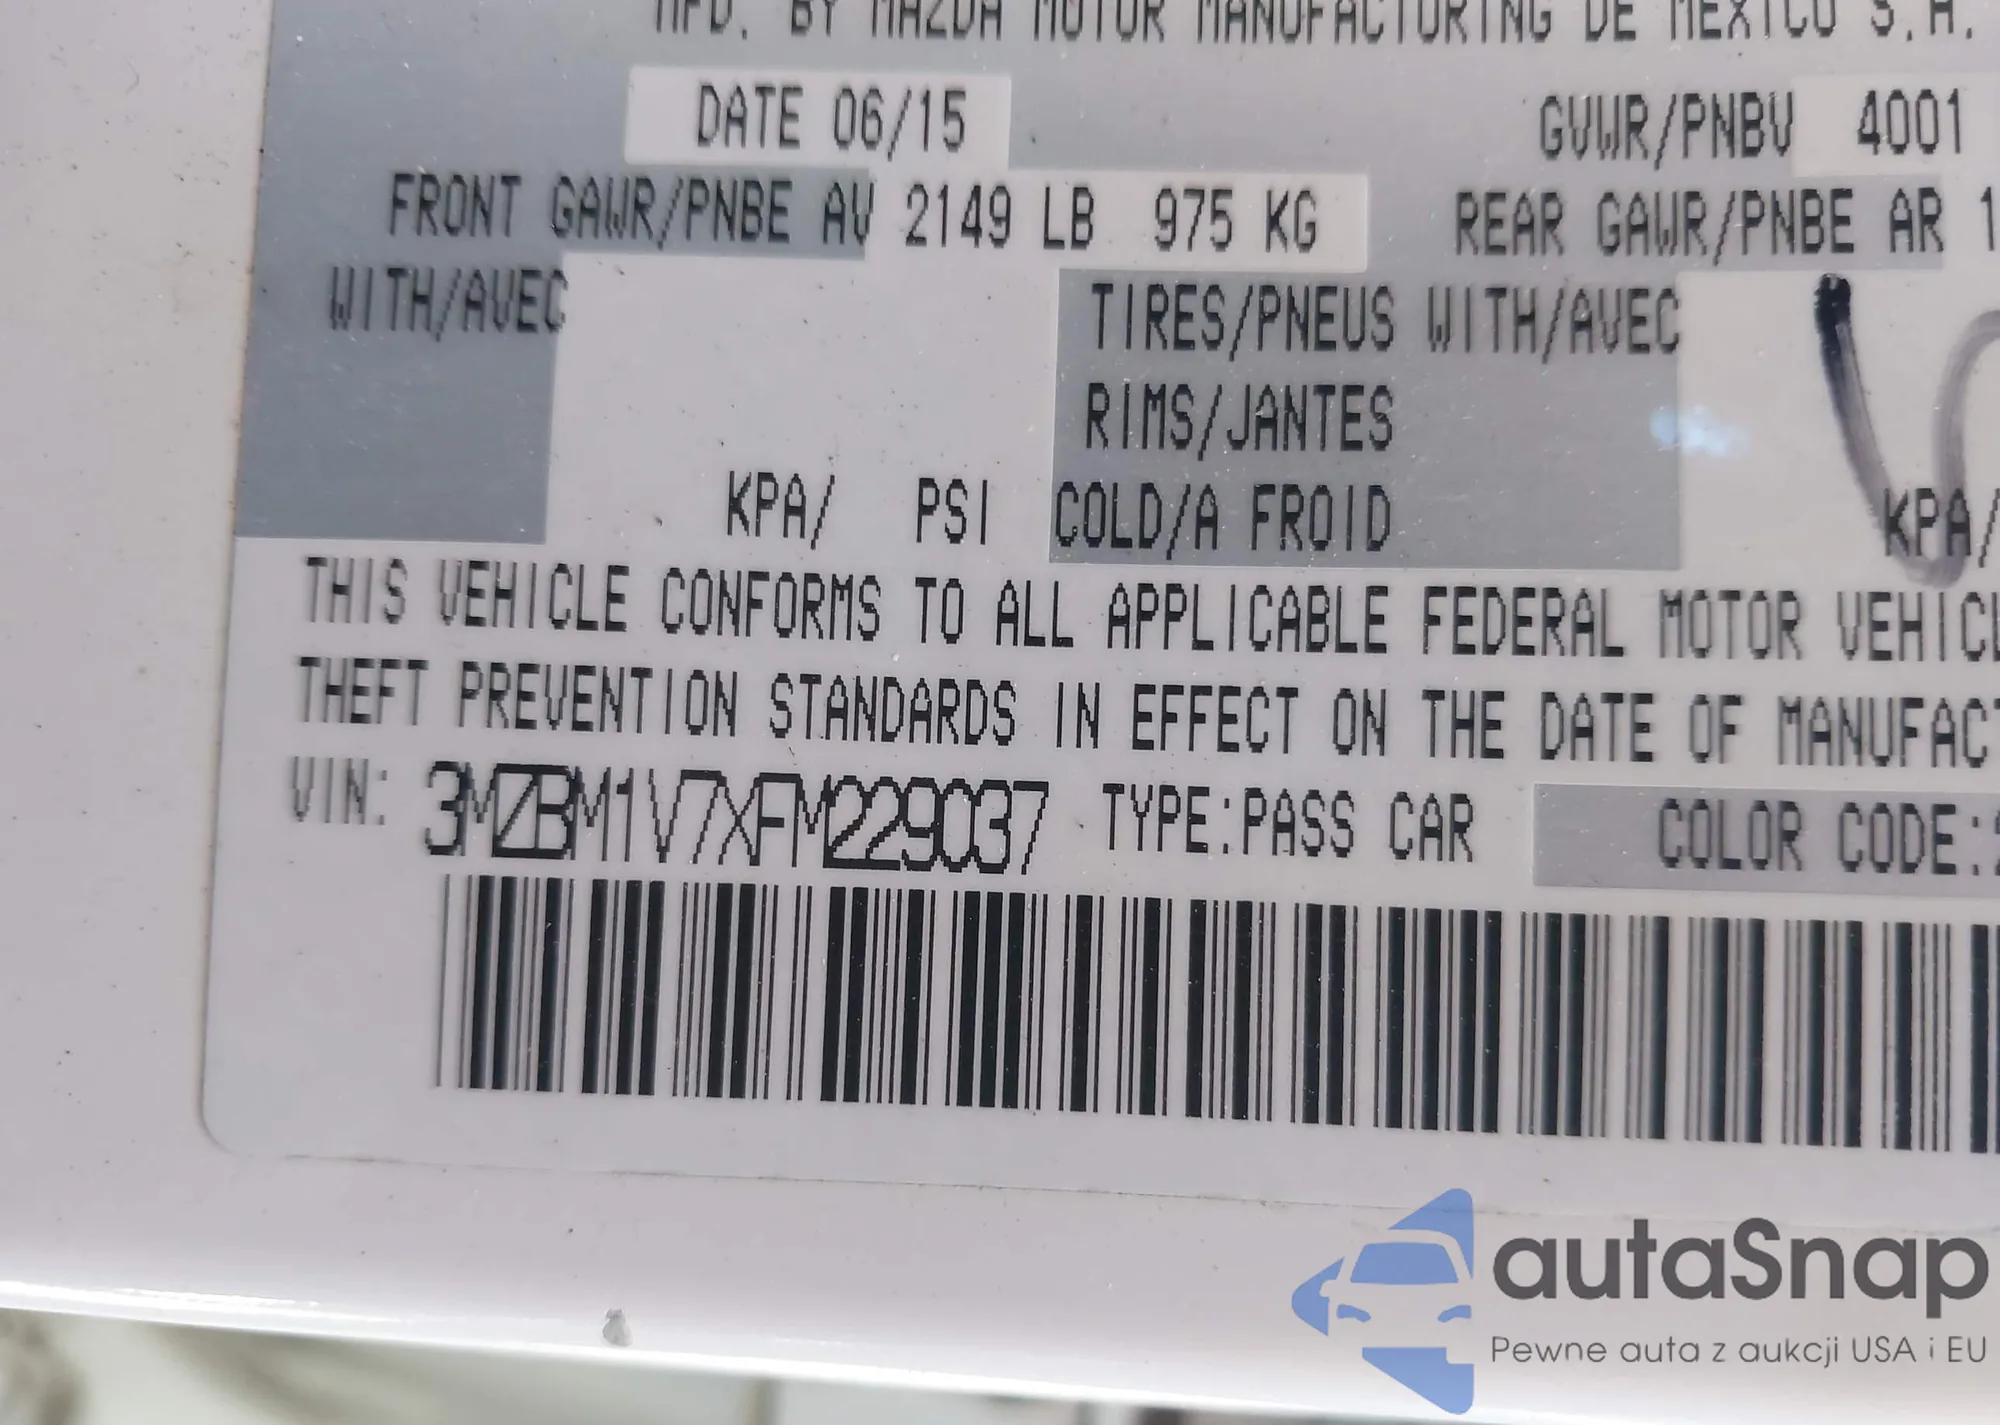 MFD. BY MAZDA MOTOR MANUFACTURING DE MEXICO S.A.
DATE 06/15
GVWR/PNBV 4001
FRONT GAWR/PNBE AV 2149 LB 975 KG
REAR GAWR/PNBE AR 1
WITH/AVEC
TIRES/PNEUS WITH/AVEC
RIMS/JANTES
KPA/ PSI COLD/A FROID
KPA/
THIS VEHICLE CONFORMS TO ALL APPLICABLE FEDERAL MOTOR VEHICL
THEFT PREVENTION STANDARDS IN EFFECT ON THE DATE OF MANUFACT
VIN: 3MZBM1V7XFM229037 TYPE:PASS CAR
COLOR CODE:
autaSnap
Pewne auta z aukcji USA i EU